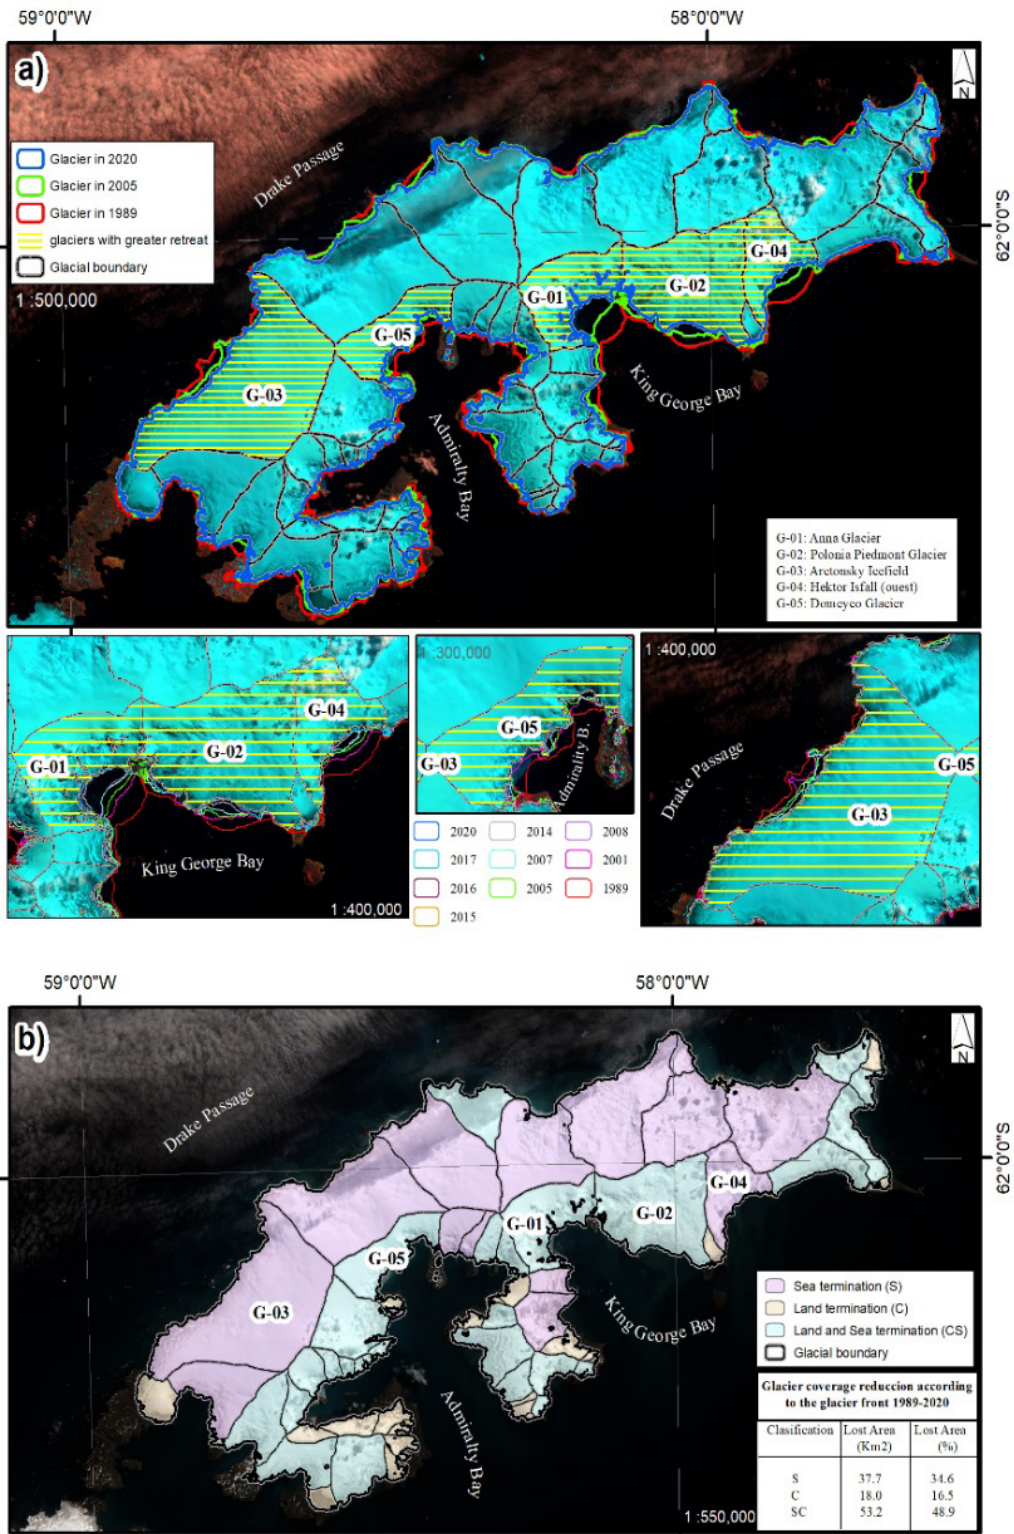 59°0'0"W
58°0'0"W
a)
N
Drake Passage
Glacier in 2020
Glacier in 2005
Glacier in 1989
glaciers with greater retreat
Glacial boundary
1 :500,000
62°0'0"S
G-04
G-02
G-01
G-05
G-03
King George Bay
Admiralty Bay
G-01: Anna Glacier
G-02: Polonia Piedmont Glacier
G-03: Arctonsky Icefield
G-04: Hektor Isfall (ouest)
G-05: Domeyco Glacier
G-04
G-02
G-01
King George Bay
1 :400,000
1 :300,000
G-05
G-03
Admirality B.
2020 2014 2008
2017 2007 2001
2016 2005 1989
2015
1 :400,000
Drake Passage
G-05
G-03
59°0'0"W
58°0'0"W
b)
N
Drake Passage
62°0'0"S
G-04
G-02
G-01
G-05
G-03
King George Bay
Admiralty Bay
Sea termination (S)
Land termination (C)
Land and Sea termination (CS)
Glacial boundary
Glacier coverage reduccion according
to the glacier front 1989-2020
Clasification Lost Area Lost Area
(Km2) (%)
S 37.7 34.6
C 18.0 16.5
SC 53.2 48.9
1 :550,000